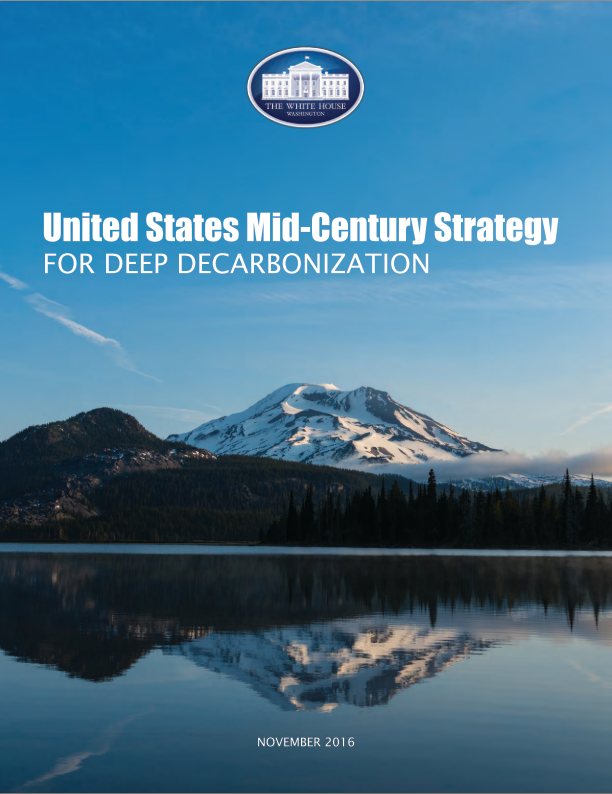 THE WHITE HOUSE
WASHINGTON
United States Mid-Century Strategy
FOR DEEP DECARBONIZATION
NOVEMBER 2016